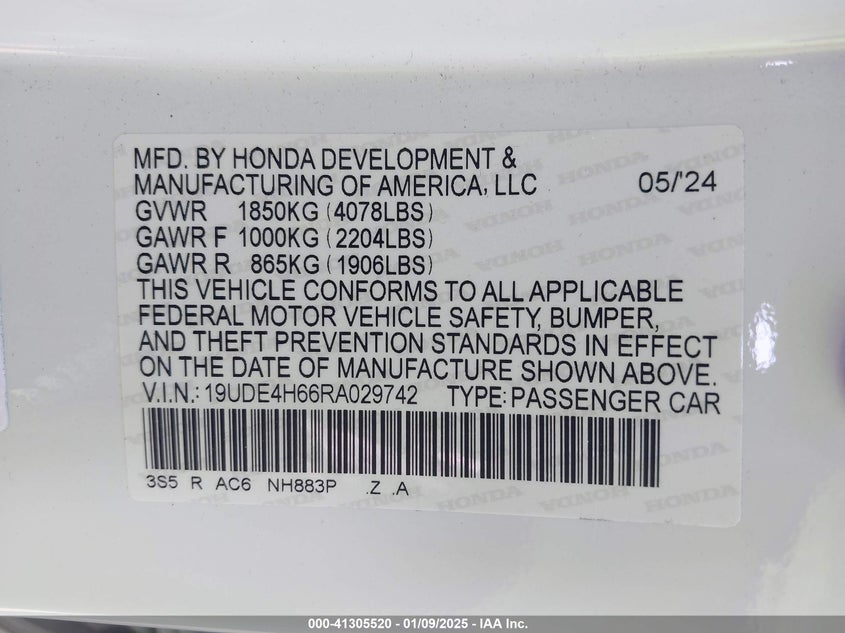 MFD. BY HONDA DEVELOPMENT &
MANUFACTURING OF AMERICA, LLC 05/'24
GVWR 1850KG (4078LBS)
GAWR F 1000KG (2204LBS)
GAWR R 865KG (1906LBS)
THIS VEHICLE CONFORMS TO ALL APPLICABLE
FEDERAL MOTOR VEHICLE SAFETY, BUMPER,
AND THEFT PREVENTION STANDARDS IN EFFECT
ON THE DATE OF MANUFACTURE SHOWN ABOVE.
V.I.N.: 19UDE4H66RA029742 TYPE: PASSENGER CAR
3S5 R AC6 NH883P .Z .A
000-41305520 - 01/09/2025 - © IAA Inc.